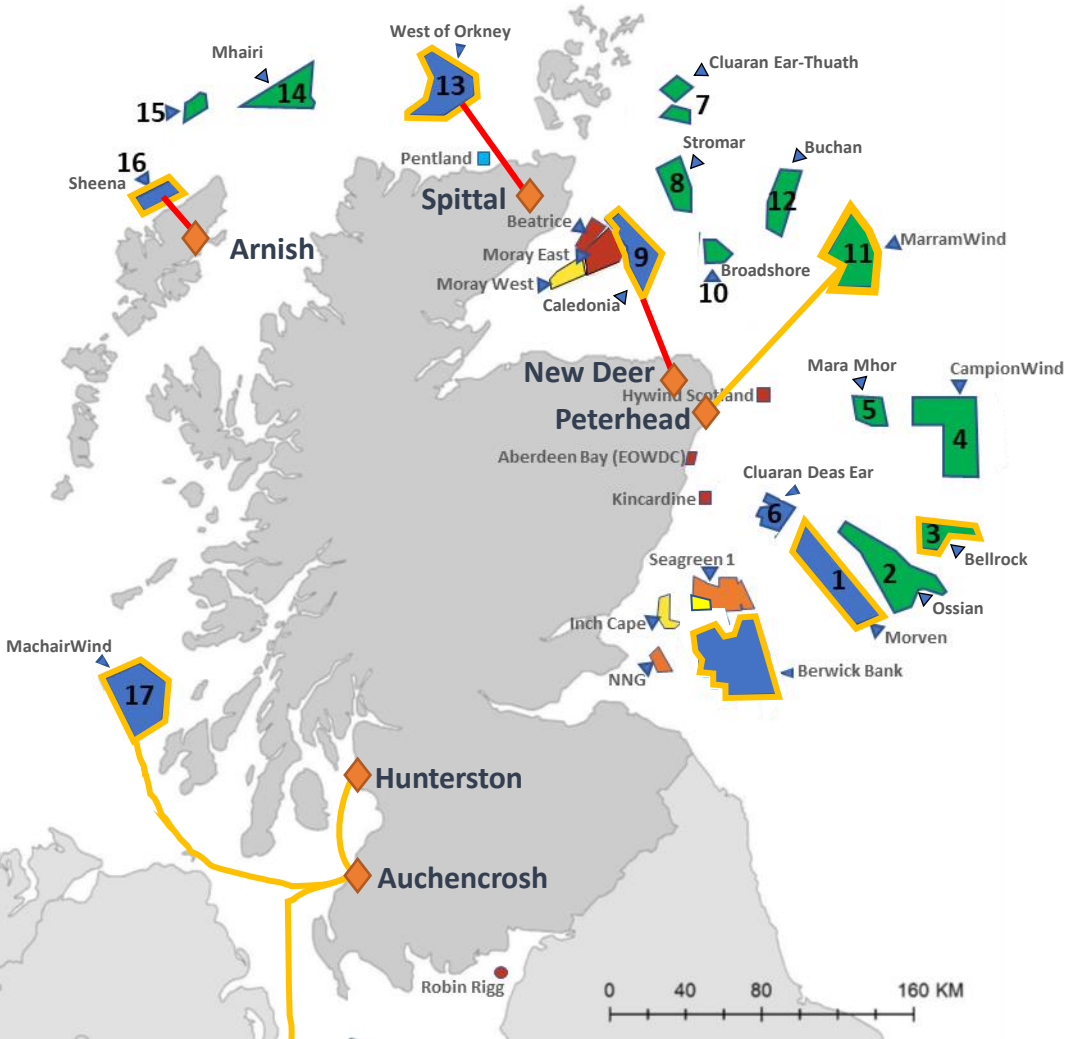 West of Orkney
Mhairi
Cluaran Ear-Thuath
13
14
15
7
Stromar
Buchan
Pentland
16
Sheena
8
Spittal
12
Beatrice
Arnish
MarramWind
11
Moray East
9
Broadshore
Moray West
10
Caledonia
Mara Mhor
CampionWind
New Deer
Hywind Scotland
5
Peterhead
4
Aberdeen Bay (EOWDC)
Cluaran Deas Ear
Kincardine
6
3
Seagreen 1
Bellrock
1
2
Ossian
Inch Cape
Morven
MachairWind
Berwick Bank
NNG
17
Hunterston
Auchencrosh
Robin Rigg
0 40 80 160 KM